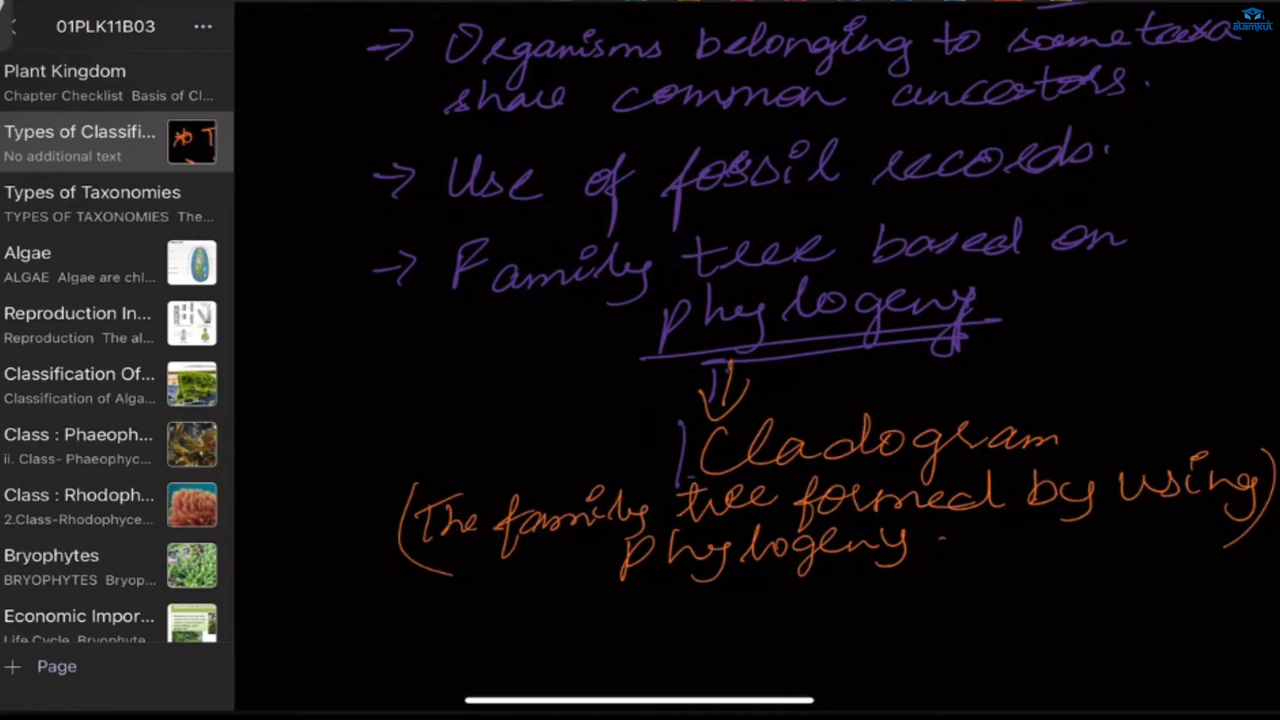 01PLK11B03
Plant Kingdom
Chapter Checklist Basis of Cl...
Types of Classifi...
No additional text
Types of Taxonomies
TYPES OF TAXONOMIES The...
Algae
ALGAE Algae are chl...
Reproduction In...
Reproduction The al...
Classification Of...
Classification of Alga...
Class : Phaeoph...
ii. Class- Phaeophyc...
Class : Rhodoph...
2.Class-Rhodophyce...
Bryophytes
BRYOPHYTES Bryop...
Economic Impor...
Life Cycle Bryophyte...
+ Page
alamkul
→ Organisms belonging to same taxa
share common ancestors.
→ Use of fossil records.
→ Family tree based on
phylogeny
Cladogram
(The family tree formed by using
phylogeny.)